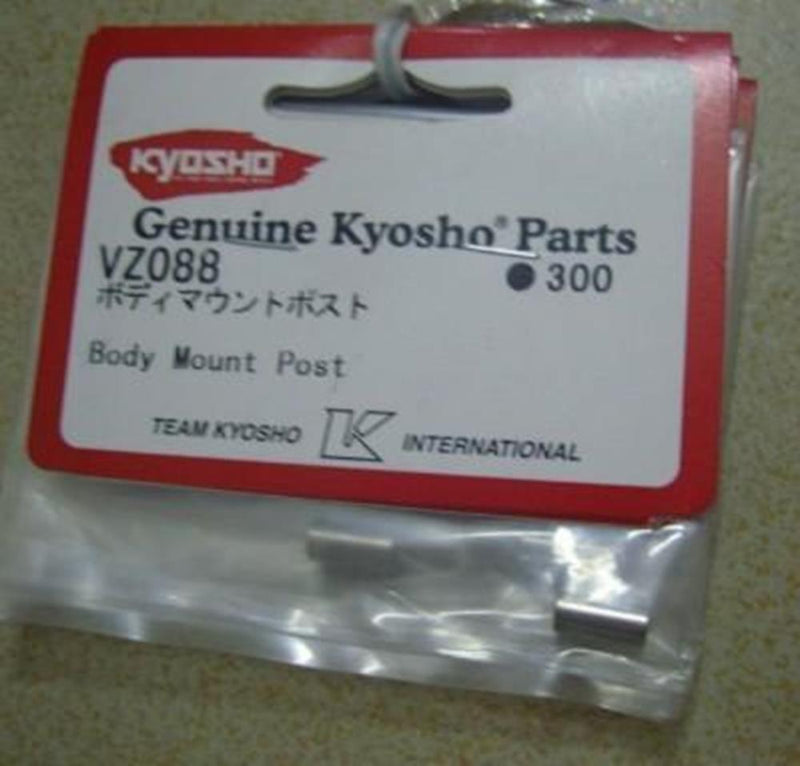 KYOSHO
Genuine Kyosho® Parts
VZ088
● 300
ボディマウントポスト
Body Mount Post
TEAM KYOSHO K INTERNATIONAL